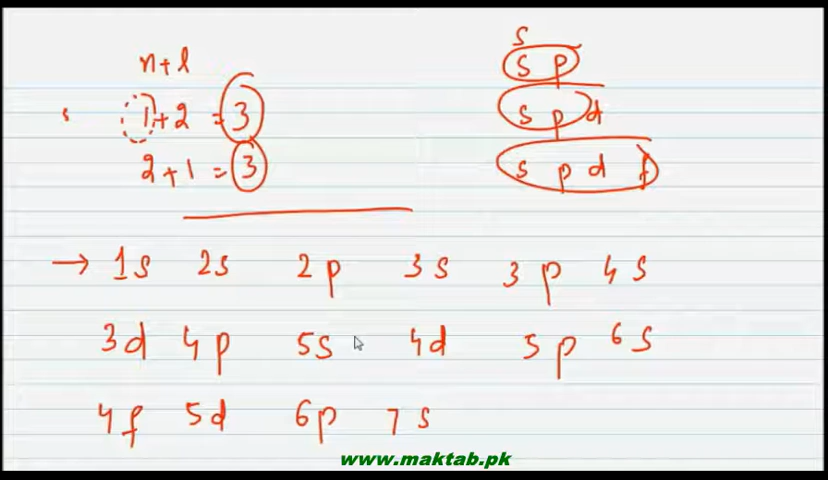 n+l
1+2 = 3
2+1 = 3
s
s p
s p d
s p d f
→ 1s 2s 2p 3s 3p 4s
3d 4p 5s 4d 5p 6s
4f 5d 6p 7s
www.maktab.pk